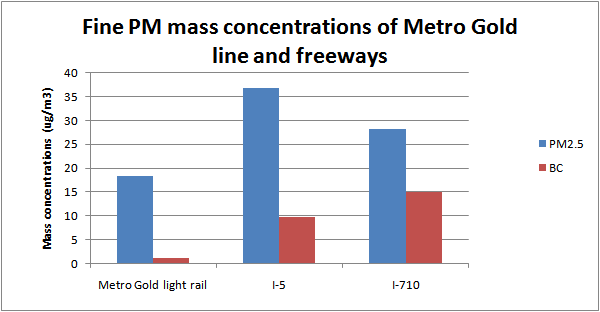 Fine PM mass concentrations of Metro Gold
line and freeways
Mass concentrations (ug/m3)
40
35
30
25
20
15
10
5
0
Metro Gold light rail
I-5
I-710
PM2.5
BC